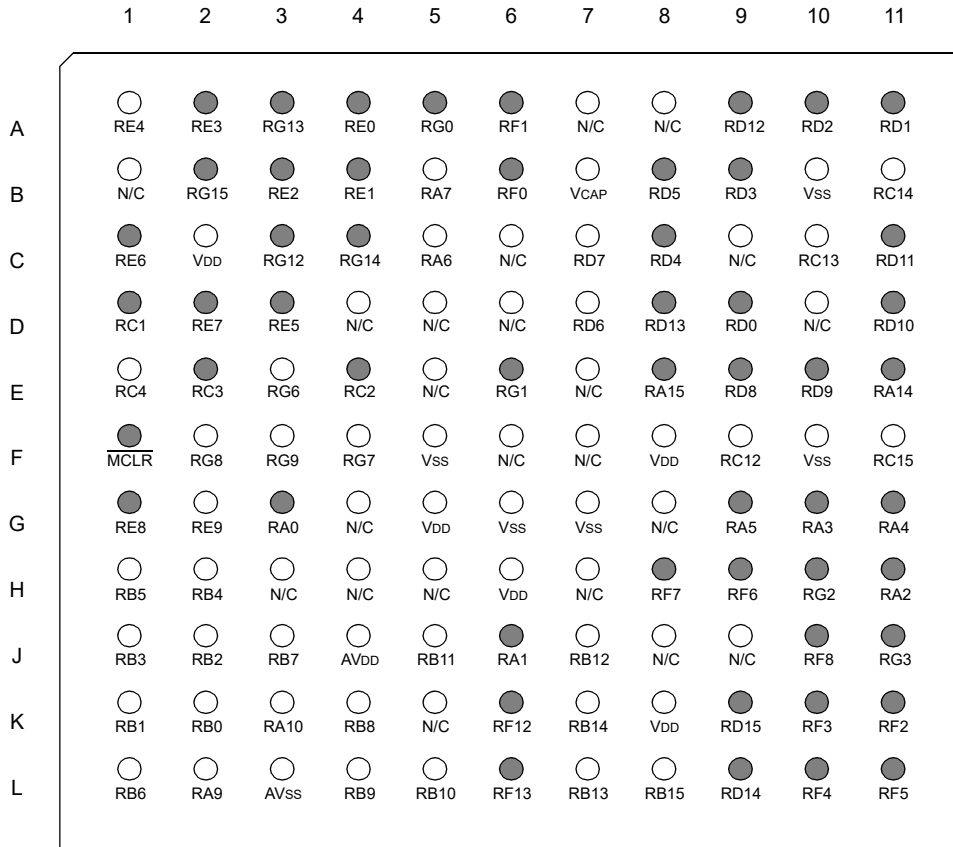 1 2 3 4 5 6 7 8 9 10 11
A
RE4 RE3 RG13 RE0 RG0 RF1 N/C N/C RD12 RD2 RD1
B
N/C RG15 RE2 RE1 RA7 RF0 VCAP RD5 RD3 VSS RC14
C
RE6 VDD RG12 RG14 RA6 N/C RD7 RD4 N/C RC13 RD11
D
RC1 RE7 RE5 N/C N/C N/C RD6 RD13 RD0 N/C RD10
E
RC4 RC3 RG6 RC2 N/C RG1 N/C RA15 RD8 RD9 RA14
F
MCLR RG8 RG9 RG7 VSS N/C N/C VDD RC12 VSS RC15
G
RE8 RE9 RA0 N/C VDD VSS VSS N/C RA5 RA3 RA4
H
RB5 RB4 N/C N/C N/C VDD N/C RF7 RF6 RG2 RA2
J
RB3 RB2 RB7 AVDD RB11 RA1 RB12 N/C N/C RF8 RG3
K
RB1 RB0 RA10 RB8 N/C RF12 RB14 VDD RD15 RF3 RF2
L
RB6 RA9 AVSS RB9 RB10 RF13 RB13 RB15 RD14 RF4 RF5